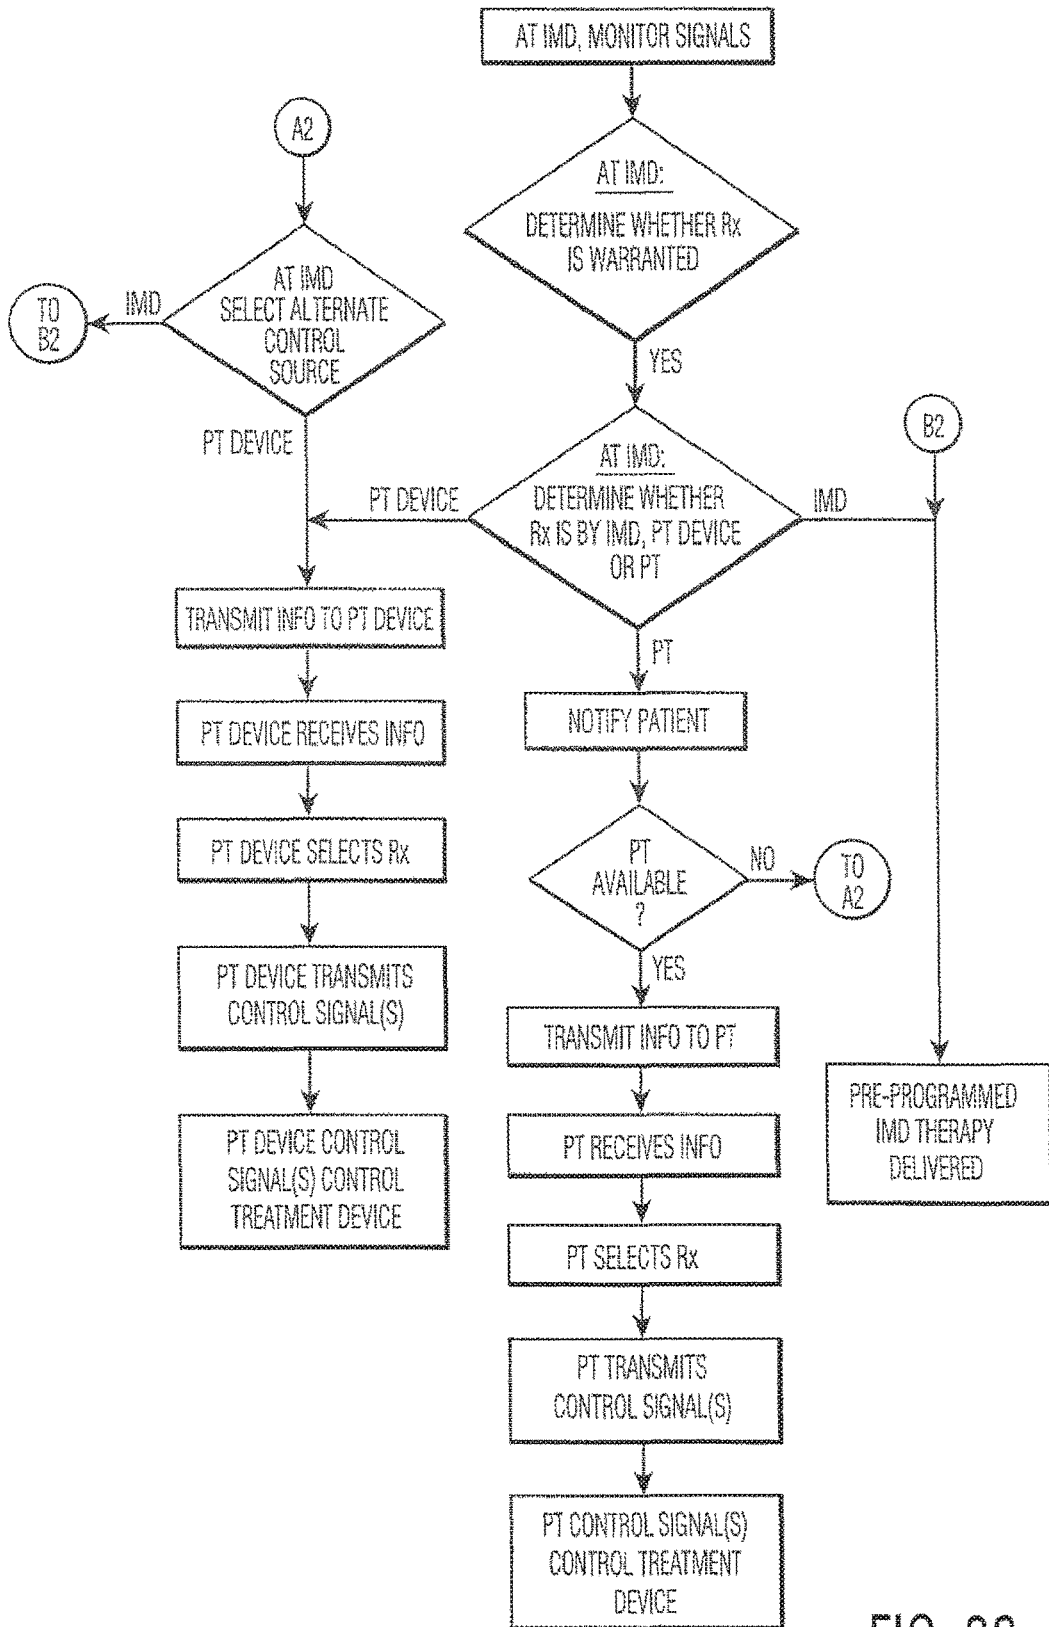 AT IMD, MONITOR SIGNALS
A2
AT IMD:
DETERMINE WHETHER Rx
IS WARRANTED
AT IMD
SELECT ALTERNATE
CONTROL
SOURCE
IMD
TO
B2
YES
PT DEVICE
B2
AT IMD:
DETERMINE WHETHER
Rx IS BY IMD, PT DEVICE
OR PT
PT DEVICE
IMD
TRANSMIT INFO TO PT DEVICE
PT
PT DEVICE RECEIVES INFO
NOTIFY PATIENT
PT DEVICE SELECTS Rx
PT
AVAILABLE
?
NO
TO
A2
YES
PT DEVICE TRANSMITS
CONTROL SIGNAL(S)
TRANSMIT INFO TO PT
PT DEVICE CONTROL
SIGNAL(S) CONTROL
TREATMENT DEVICE
PT RECEIVES INFO
PRE-PROGRAMMED
IMD THERAPY
DELIVERED
PT SELECTS Rx
PT TRANSMITS
CONTROL SIGNAL(S)
PT CONTROL SIGNAL(S)
CONTROL TREATMENT
DEVICE